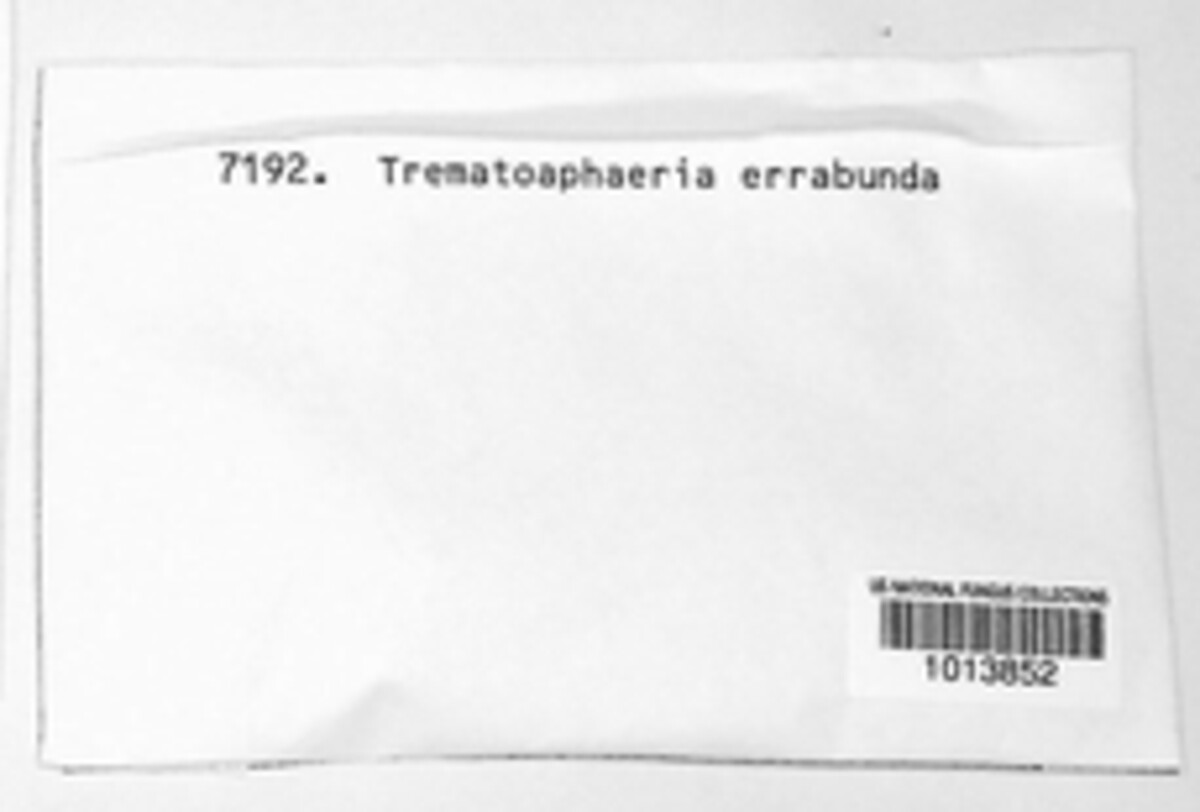 7192. Trematoaphaeria errabunda
US NATIONAL FUNGUS COLLECTIONS
1013852